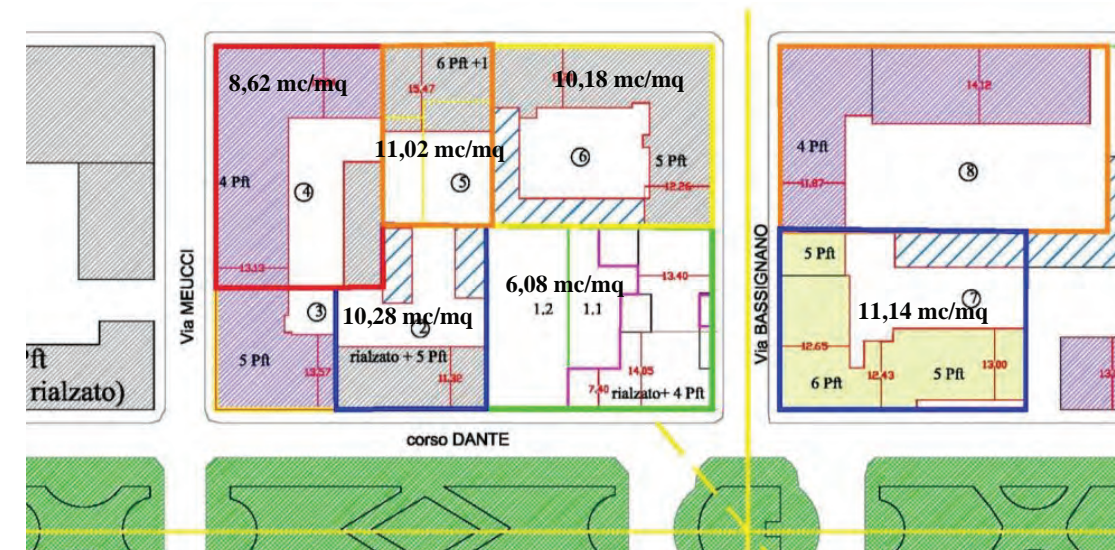 6 Pft +1
8,62 mc/mq
15.47
10,18 mc/mq
14.12
11,02 mc/mq
4 Pft
4
5
6
5 Pft
12.26
4 Pft
11.87
8
Via MEUCCI
13.13
Via BASSIGNANO
5 Pft
13.40
6,08 mc/mq
3
10,28 mc/mq
2
1.2
1.1
7
11,14 mc/mq
ft
rialzato)
5 Pft
13.57
rialzato + 5 Pft
11.32
14.05
7.40
rialzato+ 4 Pft
12.65
6 Pft
12.43
5 Pft
13.00
corso DANTE